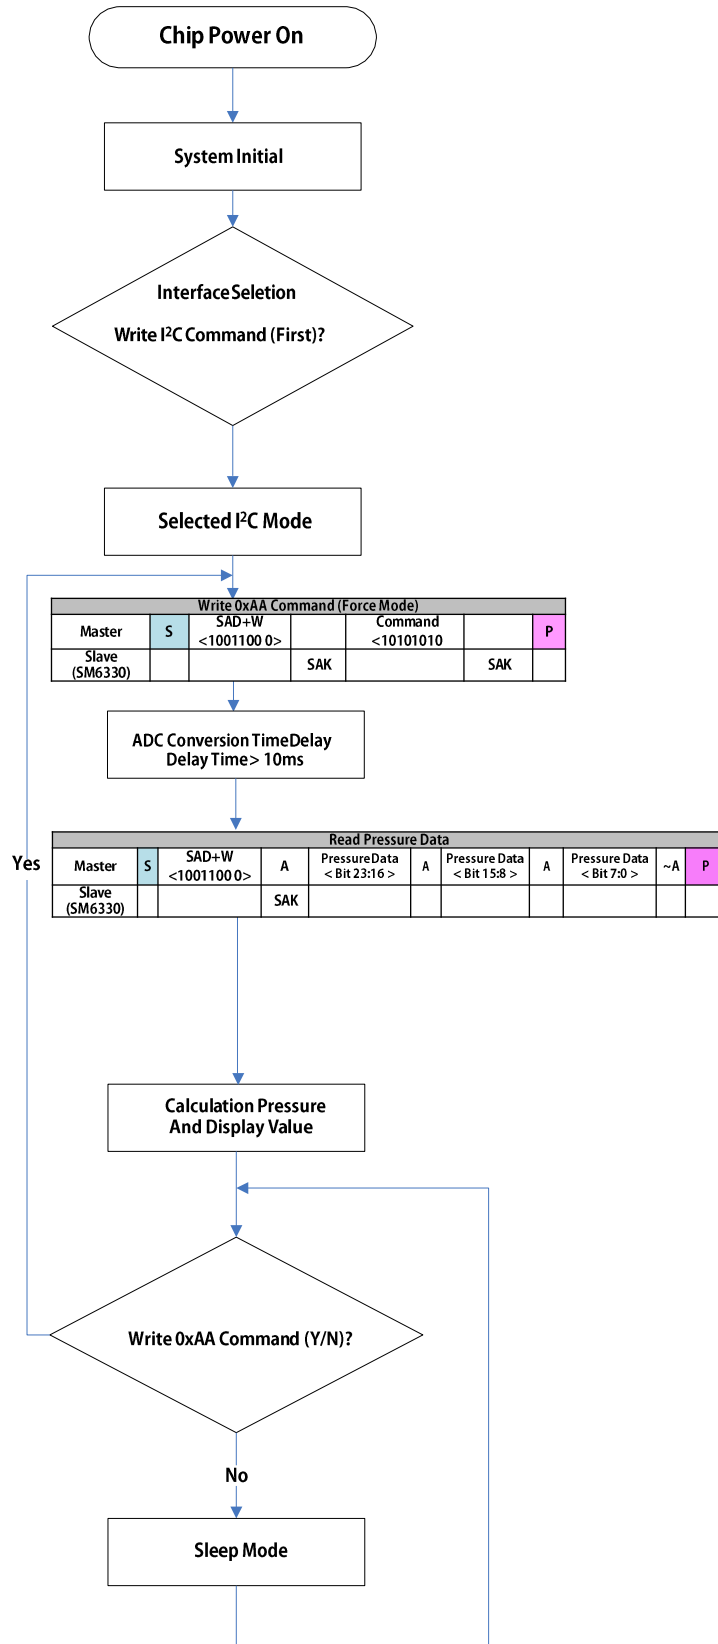 Chip Power On
System Initial
Interface Seletion
Write I²C Command (First)?
Selected I²C Mode
Write 0xAA Command (Force Mode)
Master S SAD+W <1001100 0> Command <10101010 P
Slave (SM6330) SAK SAK
ADC Conversion TimeDelay
Delay Time> 10ms
Read Pressure Data
Master S SAD+W <1001100 0> A PressureData < Bit 23:16 > A Pressure Data < Bit 15:8 > A Pressure Data < Bit 7:0 > ~A P
Slave (SM6330) SAK
Yes
Calculation Pressure
And Display Value
Write 0xAA Command (Y/N)?
No
Sleep Mode